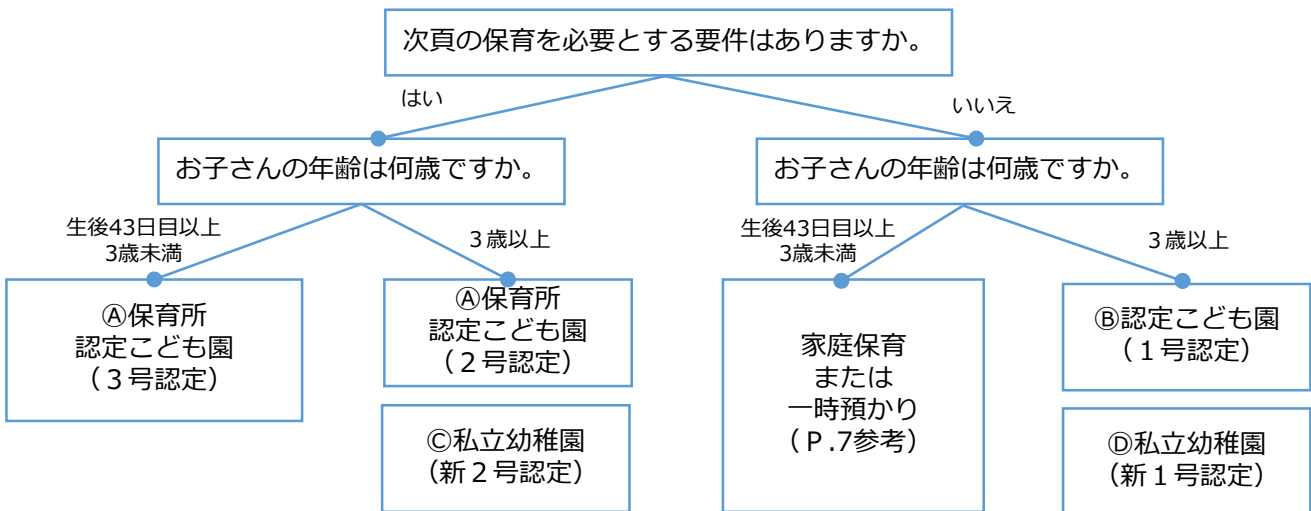 次頁の保育を必要とする要件はありますか。
はい
いいえ
お子さんの年齢は何歳ですか。
お子さんの年齢は何歳ですか。
生後43日目以上
3歳未満
３歳以上
生後43日目以上
3歳未満
３歳以上
Ⓐ保育所
認定こども園
（３号認定）
Ⓐ保育所
認定こども園
（２号認定）
Ⓒ私立幼稚園
（新２号認定）
家庭保育
または
一時預かり
（Ｐ.7参考）
Ⓑ認定こども園
（１号認定）
Ⓓ私立幼稚園
（新１号認定）